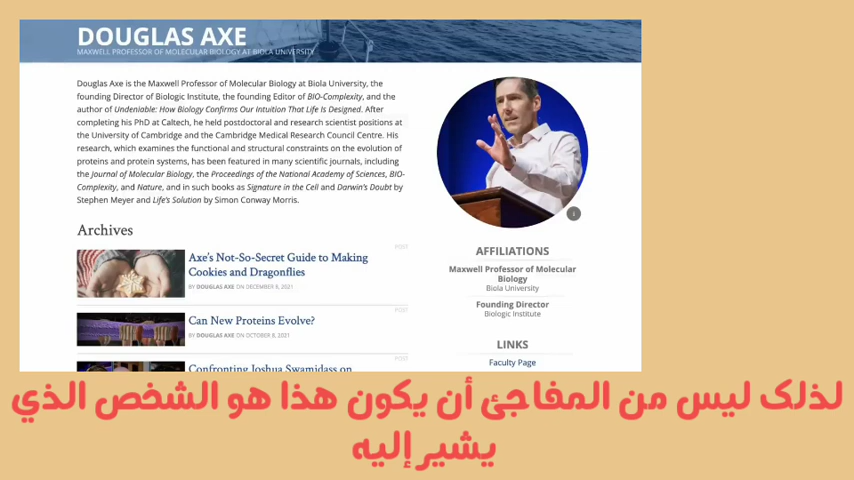 DOUGLAS AXE
MAXWELL PROFESSOR OF MOLECULAR BIOLOGY AT BIOLA UNIVERSITY
Douglas Axe is the Maxwell Professor of Molecular Biology at Biola University, the
founding Director of Biologic Institute, the founding Editor of BIO-Complexity, and the
author of Undeniable: How Biology Confirms Our Intuition That Life Is Designed. After
completing his PhD at Caltech, he held postdoctoral and research scientist positions at
the University of Cambridge and the Cambridge Medical Research Council Centre. His
research, which examines the functional and structural constraints on the evolution of
proteins and protein systems, has been featured in many scientific journals, including
the Journal of Molecular Biology, the Proceedings of the National Academy of Sciences, BIO-
Complexity, and Nature, and in such books as Signature in the Cell and Darwin's Doubt by
Stephen Meyer and Life's Solution by Simon Conway Morris.
Archives
POST
Axe's Not-So-Secret Guide to Making
Cookies and Dragonflies
BY DOUGLAS AXE ON DECEMBER 8, 2021
POST
Can New Proteins Evolve?
BY DOUGLAS AXE ON OCTOBER 8, 2021
POST
Confronting Joshua Swamidass on
i
AFFILIATIONS
Maxwell Professor of Molecular
Biology
Biola University
Founding Director
Biologic Institute
LINKS
Faculty Page
لذلك ليس من المفاجئ أن يكون هذا هو الشخص الذي
يشير إليه